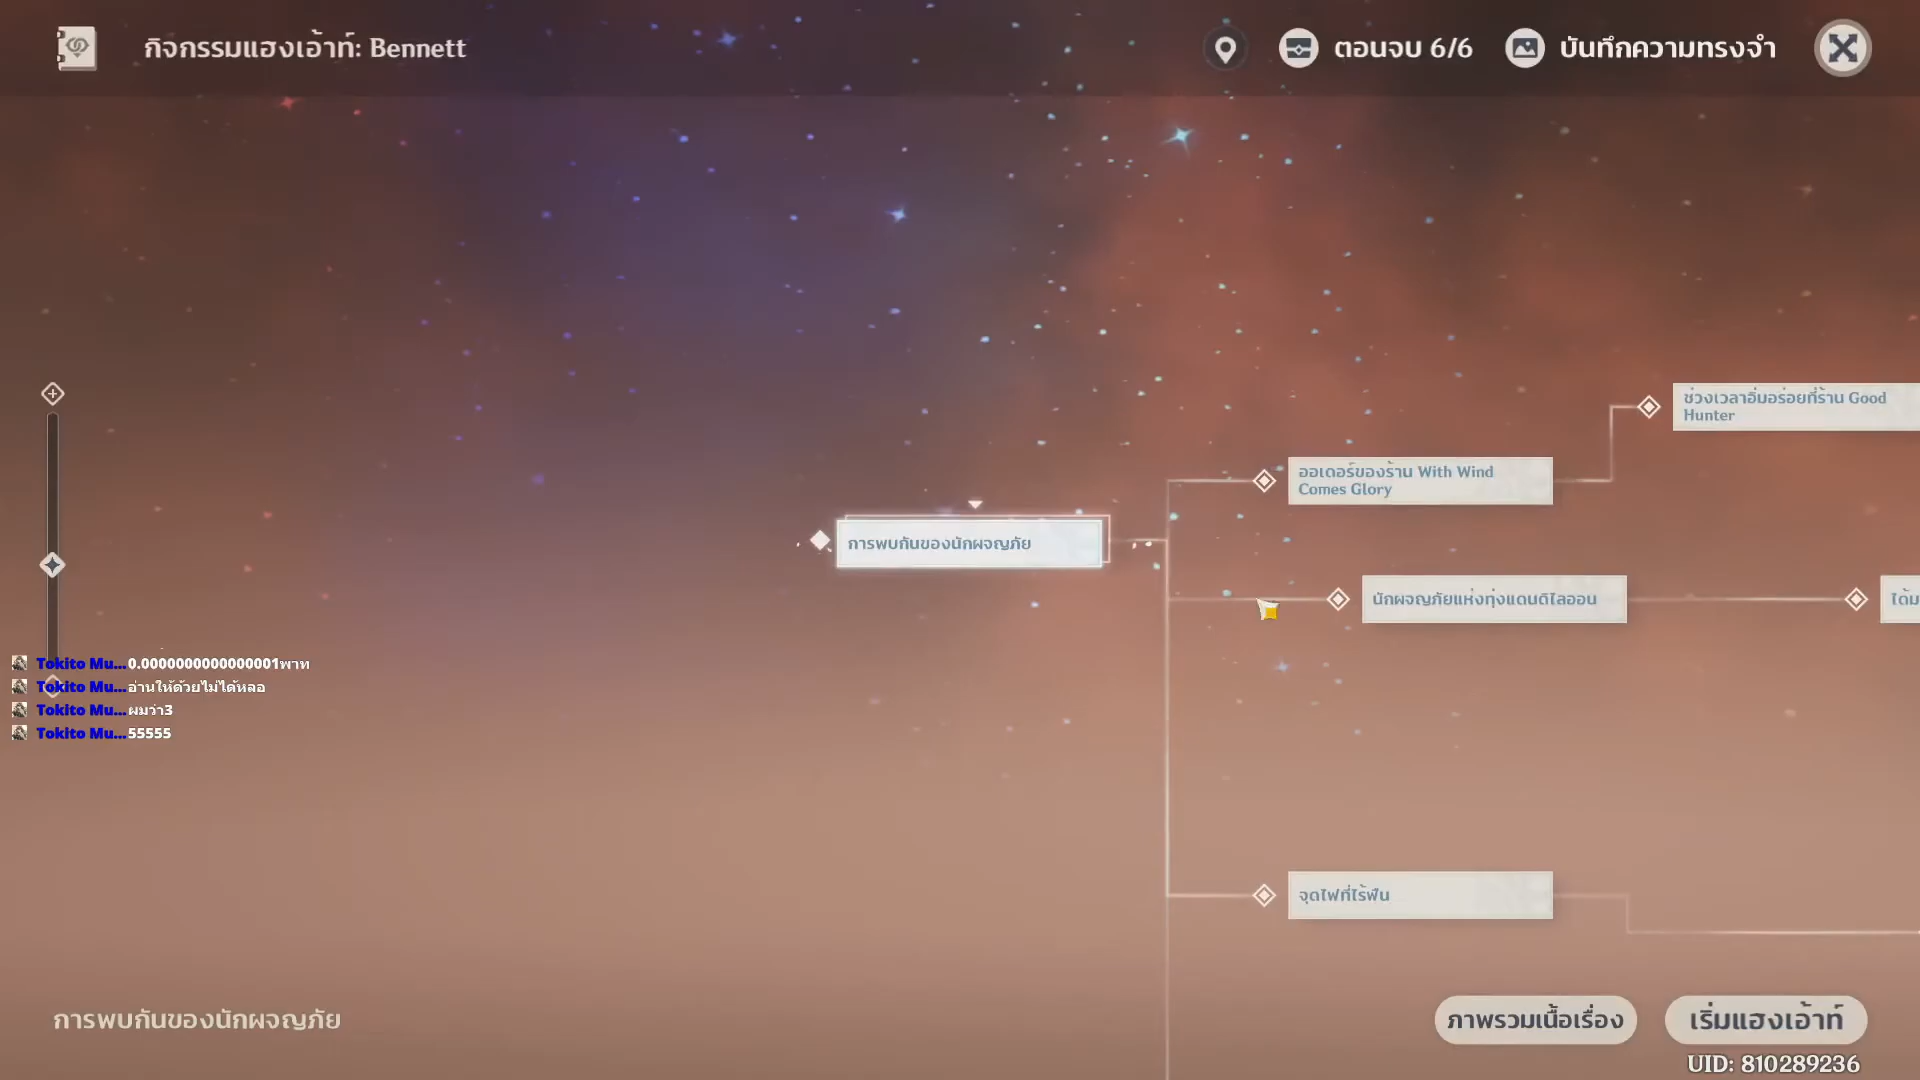 กิจกรรมแฮงเอ้าท์: Bennett
ตอนจบ 6/6
บันทึกความทรงจำ
ช่วงเวลาอิ่มอร่อยที่ร้าน Good
Hunter
ออเดอร์ของร้าน With Wind
Comes Glory
การพบกันของนักผจญภัย
นักผจญภัยแห่งทุ่งแดนดิไลออน
ได้ม
Tokito Mu...0.0000000000000001พาท
Tokito Mu...อ่านให้ด้วยไม่ได้หลอ
Tokito Mu...ผมว่า3
Tokito Mu...55555
จุดไฟที่ไร้ฟืน
การพบกันของนักผจญภัย
ภาพรวมเนื้อเรื่อง
เริ่มแฮงเอ้าท์
UID: 810289236